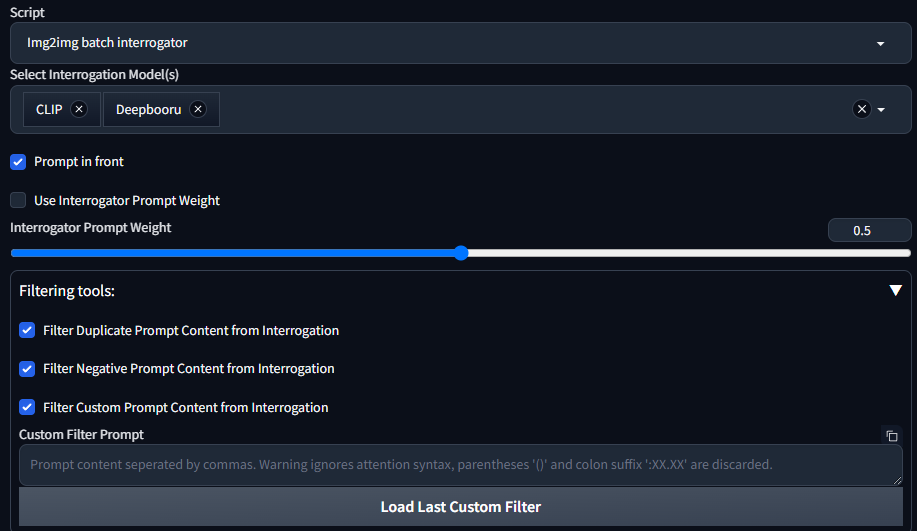 Script
Img2img batch interrogator
Select Interrogation Model(s)
CLIP Deepbooru
Prompt in front
Use Interrogator Prompt Weight
Interrogator Prompt Weight 0.5
Filtering tools:
Filter Duplicate Prompt Content from Interrogation
Filter Negative Prompt Content from Interrogation
Filter Custom Prompt Content from Interrogation
Custom Filter Prompt
Prompt content seperated by commas. Warning ignores attention syntax, parentheses '()' and colon suffix ':XX.XX' are discarded.
Load Last Custom Filter